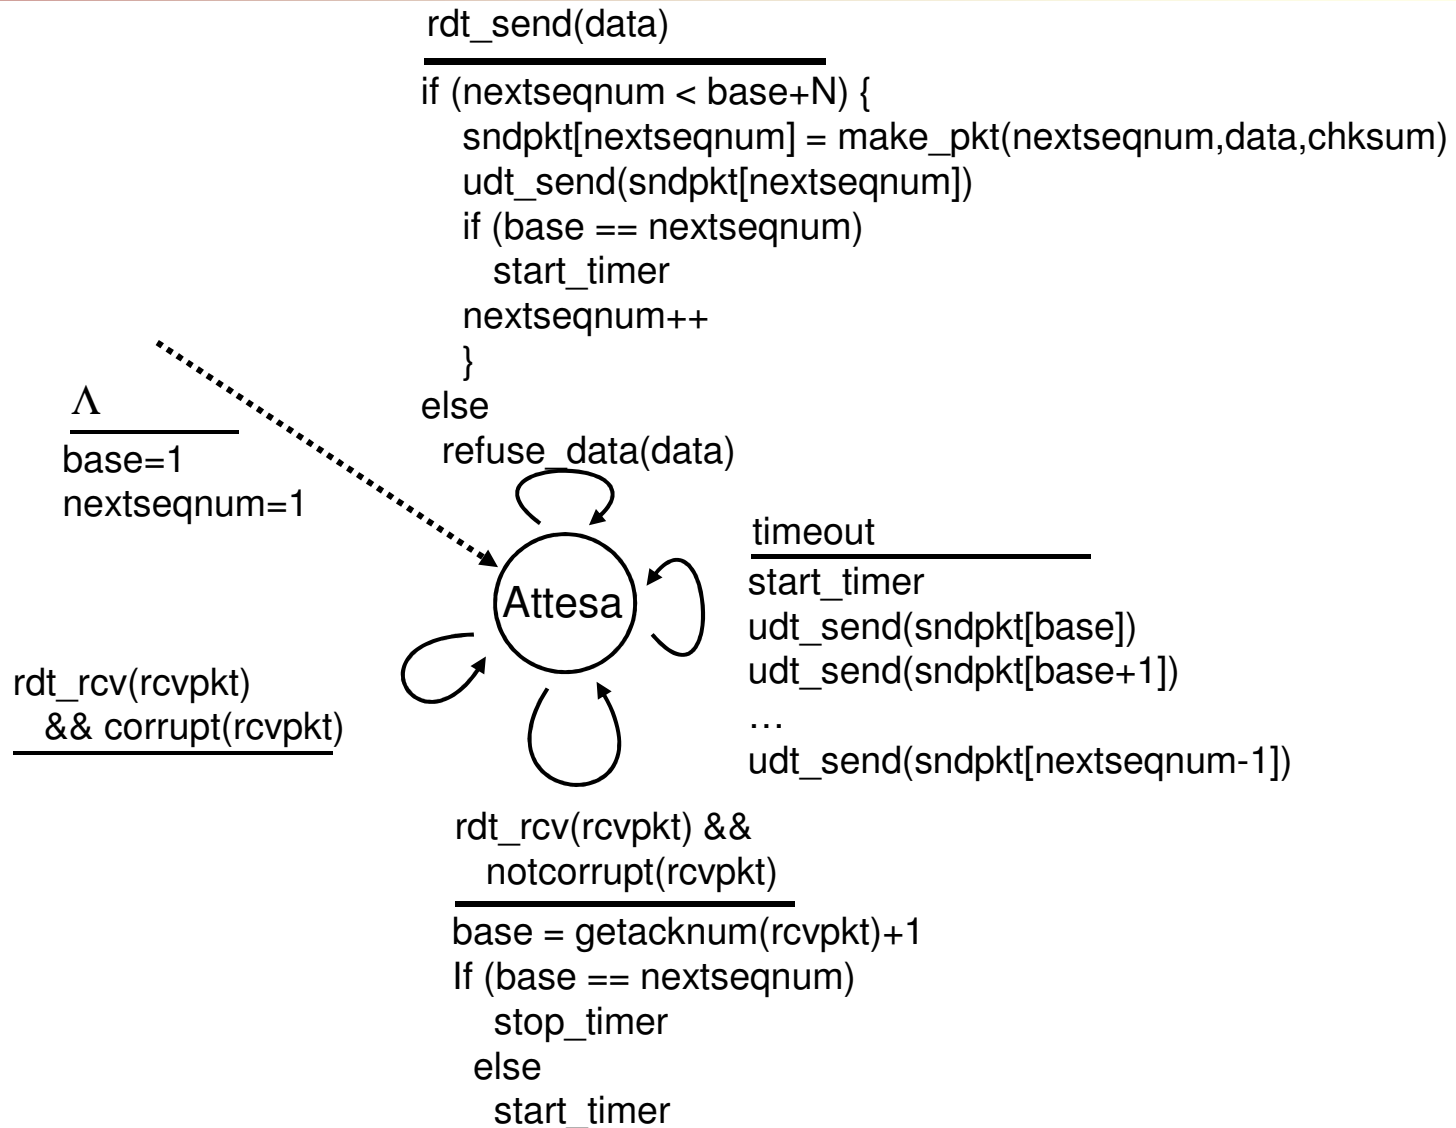 rdt_send(data)
if (nextseqnum < base+N) {
sndpkt[nextseqnum] = make_pkt(nextseqnum,data,chksum)
udt_send(sndpkt[nextseqnum])
if (base == nextseqnum)
start_timer
nextseqnum++
}
else
refuse_data(data)
Λ
base=1
nextseqnum=1
Attesa
timeout
start_timer
udt_send(sndpkt[base])
udt_send(sndpkt[base+1])
…
udt_send(sndpkt[nextseqnum-1])
rdt_rcv(rcvpkt)
&& corrupt(rcvpkt)
rdt_rcv(rcvpkt) &&
notcorrupt(rcvpkt)
base = getacknum(rcvpkt)+1
If (base == nextseqnum)
stop_timer
else
start_timer